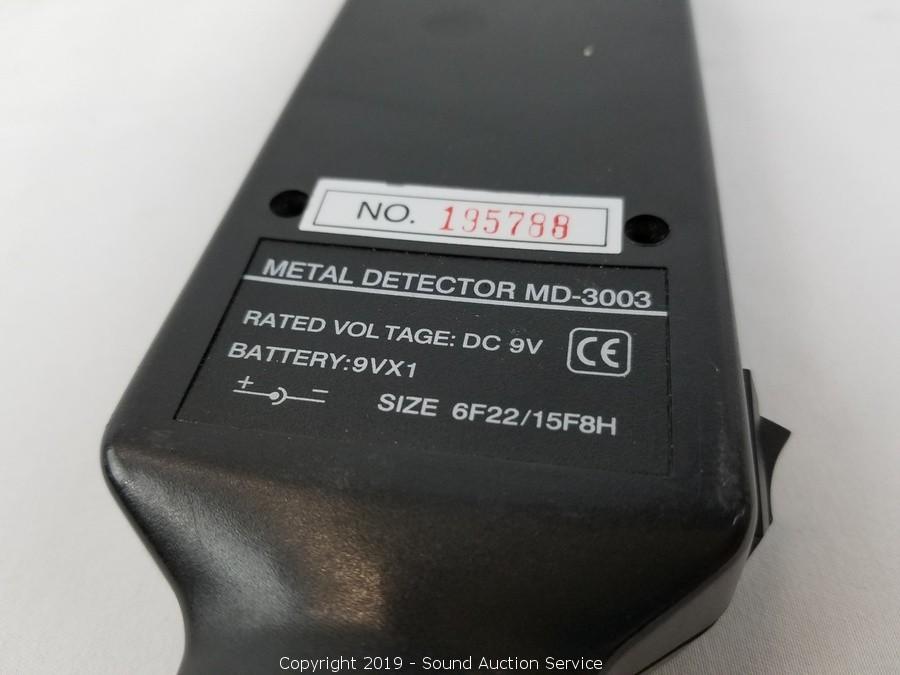 NO. 195788
METAL DETECTOR MD-3003
RATED VOLTAGE: DC 9V
CE
BATTERY:9VX1
+ −
SIZE 6F22/15F8H
Copyright 2019 - Sound Auction Service